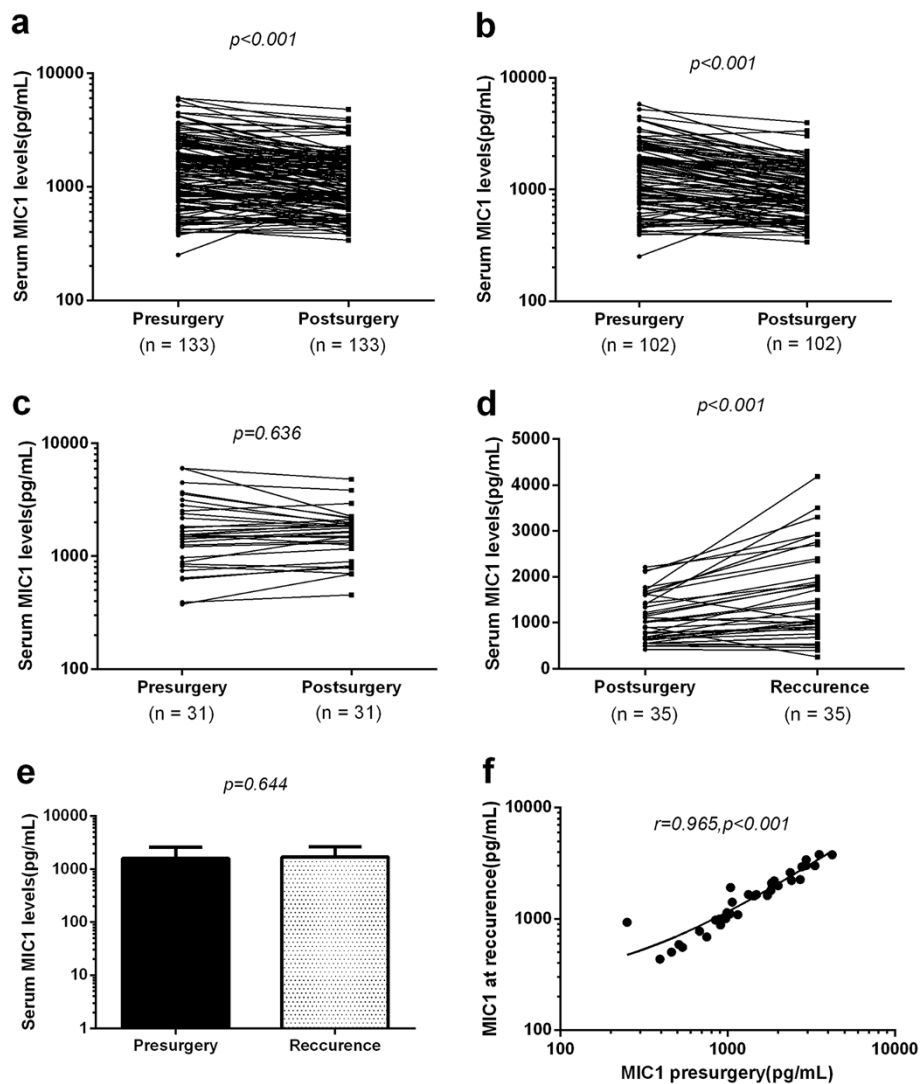 a
p<0.001
Serum MIC1 levels(pg/mL)
10000
1000
100
Presurgery
Postsurgery
(n = 133)
(n = 133)
b
p<0.001
Serum MIC1 levels(pg/mL)
10000
1000
100
Presurgery
Postsurgery
(n = 102)
(n = 102)
c
p=0.636
Serum MIC1 levels(pg/mL)
10000
1000
100
Presurgery
Postsurgery
(n = 31)
(n = 31)
d
p<0.001
Serum MIC1 levels(pg/mL)
5000
4000
3000
2000
1000
0
Postsurgery
Reccurence
(n = 35)
(n = 35)
e
p=0.644
Serum MIC1 levels(pg/mL)
10000
1000
100
10
1
Presurgery
Reccurence
f
r=0.965,p<0.001
MIC1 at reccurence(pg/mL)
10000
1000
100
100
1000
10000
MIC1 presurgery(pg/mL)